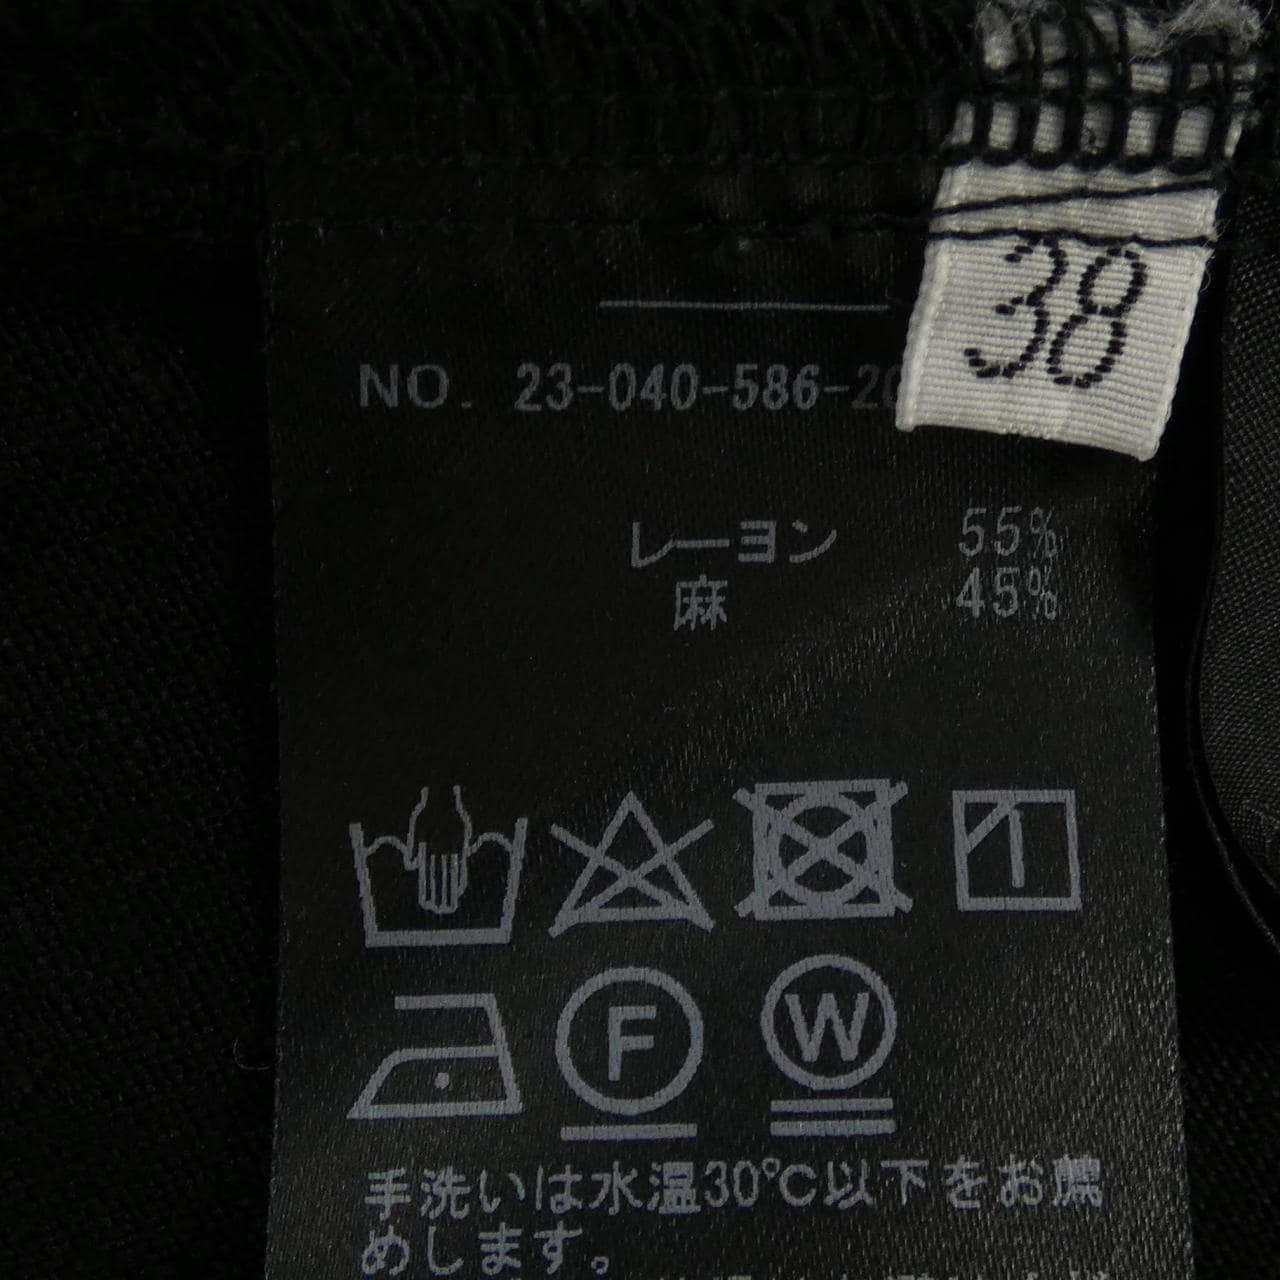 38
NO. 23-040-586-20
レーヨン 55%
麻 45%
F W
手洗いは水温30℃以下をお薦
めします。